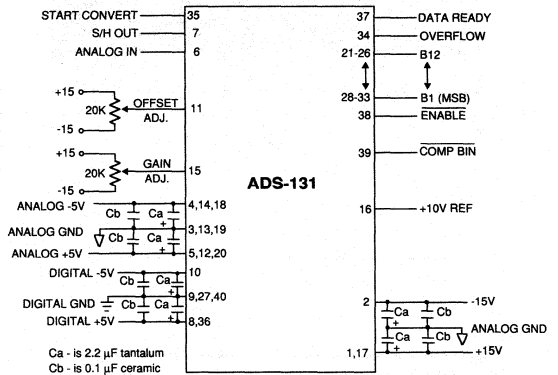 START CONVERT 35
S/H OUT 7
ANALOG IN 6
+15
20K OFFSET ADJ. 11
-15
+15
20K GAIN ADJ. 15
-15
ANALOG -5V 4,14,18
Cb Ca +
ANALOG GND 3,13,19
Cb Ca +
ANALOG +5V 5,12,20
DIGITAL -5V 10
Cb Ca +
DIGITAL GND 9,27,40
Cb Ca +
DIGITAL +5V 8,36
Ca - is 2.2 µF tantalum
Cb - is 0.1 µF ceramic
ADS-131
37 DATA READY
34 OVERFLOW
21-26 B12
28-33 B1 (MSB)
38 ENABLE
39 COMP BIN
16 +10V REF
2 -15V
Ca + Cb
ANALOG GND
Ca + Cb
1,17 +15V